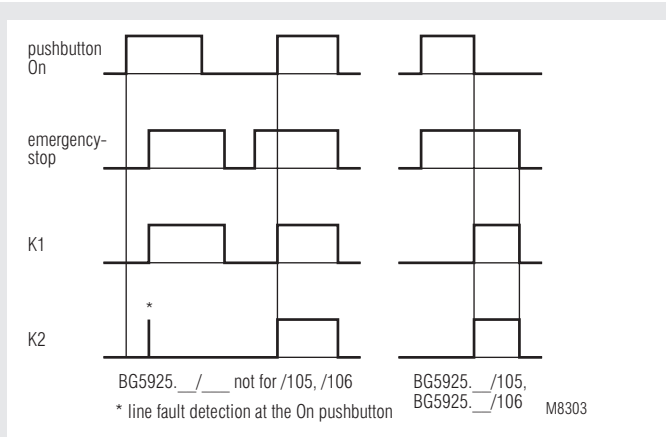 pushbutton
On
emergency-
stop
K1
*
K2
BG5925.__/___ not for /105, /106
* line fault detection at the On pushbutton
BG5925.__/105,
BG5925.__/106
M8303